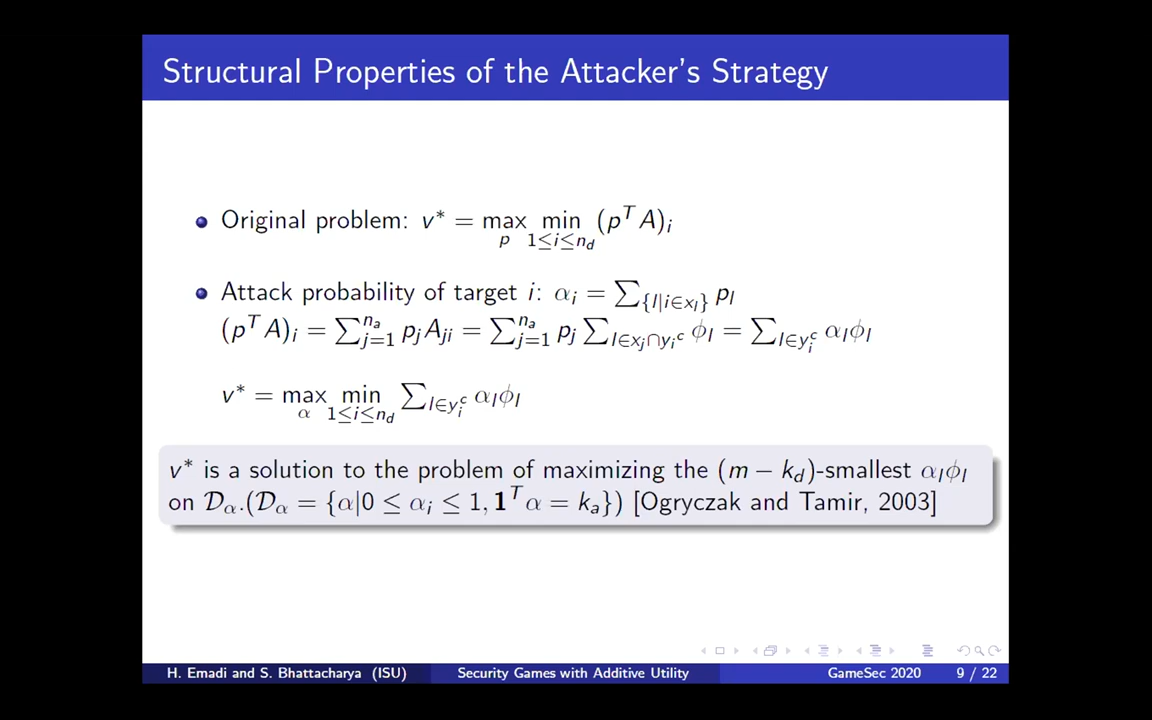 Structural Properties of the Attacker's Strategy
Original problem: v* = max_p min_{1≤i≤n_d} (p^T A)_i
Attack probability of target i: α_i = ∑_{{l|i∈x_l}} p_l
(p^T A)_i = ∑_{j=1}^{n_a} p_j A_{ji} = ∑_{j=1}^{n_a} p_j ∑_{l∈x_j∩y_i^c} ϕ_l = ∑_{l∈y_i^c} α_l ϕ_l
v* = max_α min_{1≤i≤n_d} ∑_{l∈y_i^c} α_l ϕ_l
v* is a solution to the problem of maximizing the (m − k_d)-smallest α_l ϕ_l
on 𝒟_α.(𝒟_α = {α|0 ≤ α_i ≤ 1, 𝟏^T α = k_a}) [Ogryczak and Tamir, 2003]
H. Emadi and S. Bhattacharya (ISU) Security Games with Additive Utility GameSec 2020 9 / 22